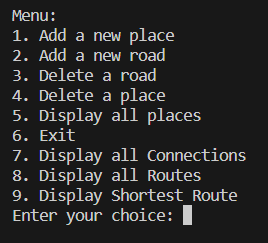 Menu:
1. Add a new place
2. Add a new road
3. Delete a road
4. Delete a place
5. Display all places
6. Exit
7. Display all Connections
8. Display all Routes
9. Display Shortest Route
Enter your choice: